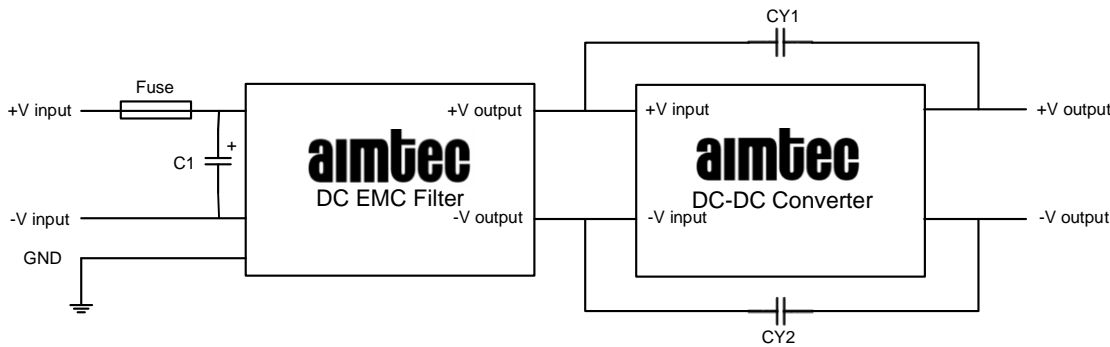 CY1
Fuse
+V input
+V output
+V input
+V output
+
C1
aimtec
DC EMC Filter
aimtec
DC-DC Converter
-V input
-V output
-V input
-V output
GND
CY2